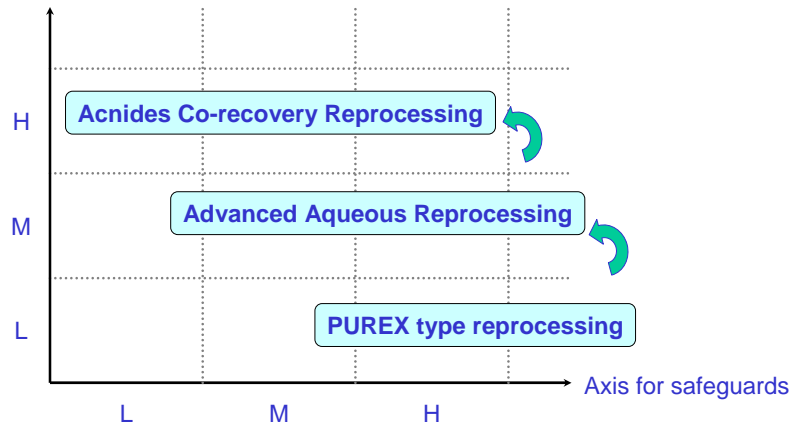 H
Acnides Co-recovery Reprocessing
M
Advanced Aqueous Reprocessing
L
PUREX type reprocessing
Axis for safeguards
L M H